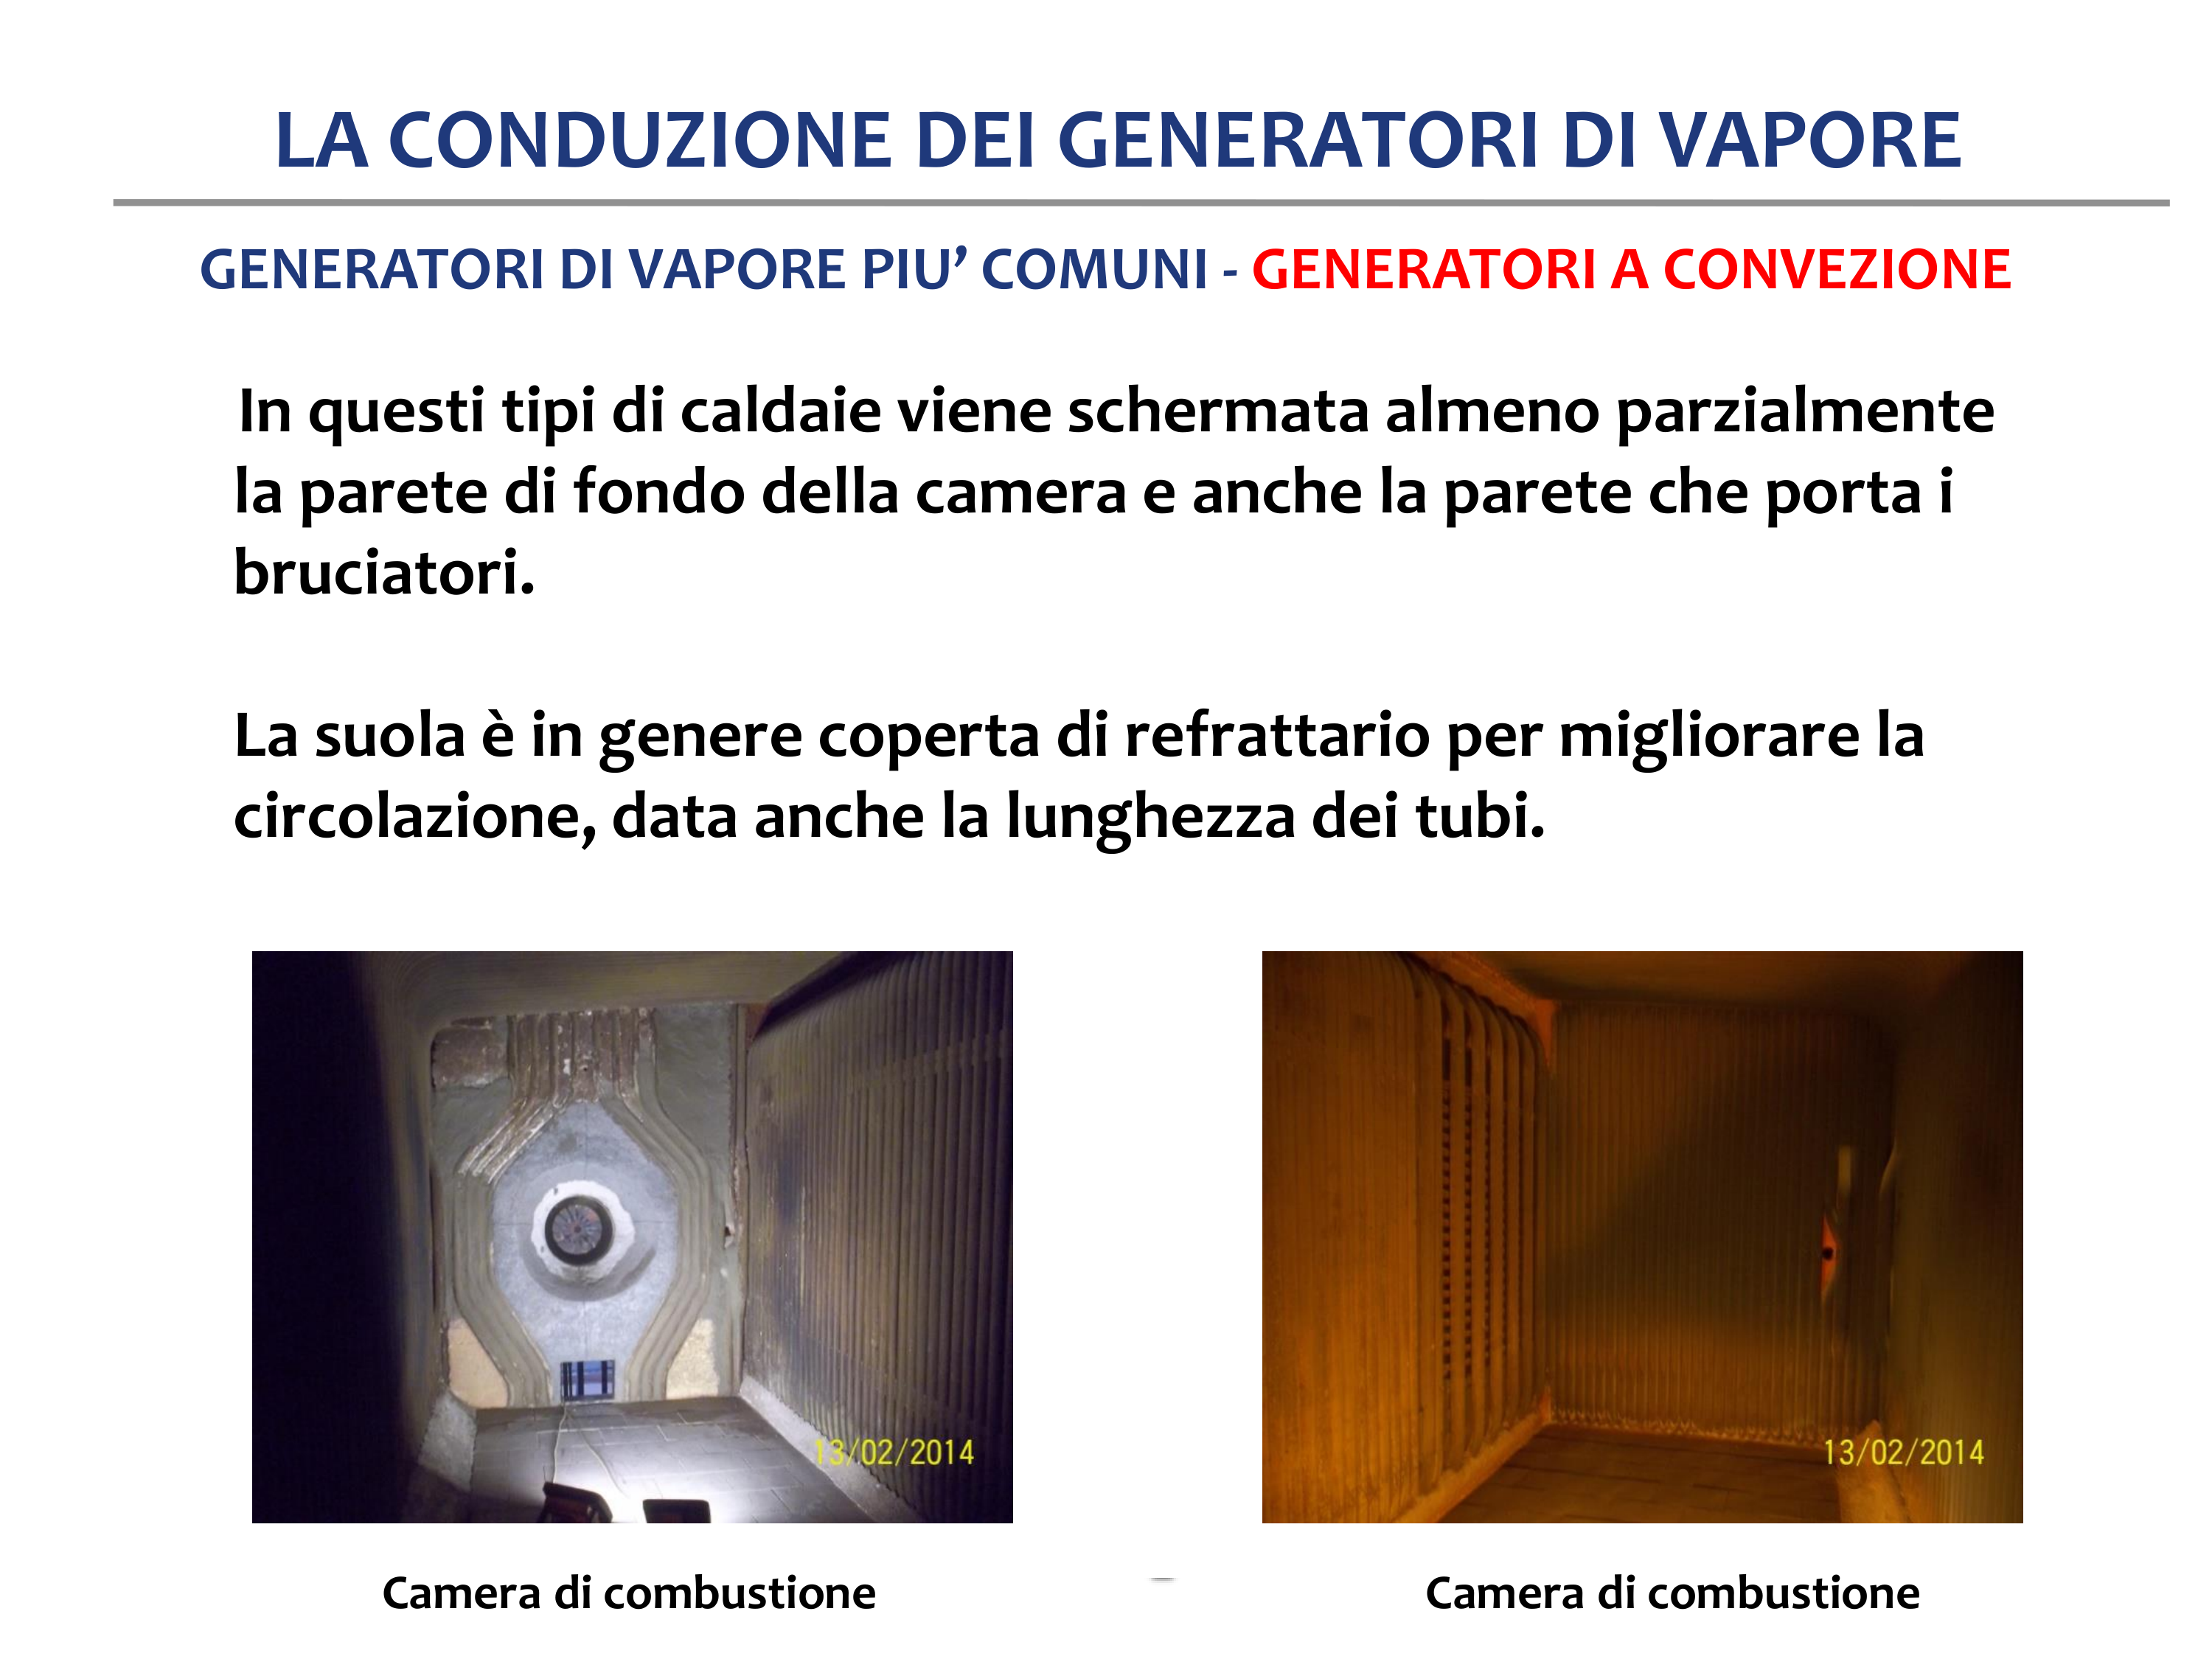 LA CONDUZIONE DEI GENERATORI DI VAPORE
GENERATORI DI VAPORE PIU’ COMUNI - GENERATORI A CONVEZIONE
In questi tipi di caldaie viene schermata almeno parzialmente
la parete di fondo della camera e anche la parete che porta i
bruciatori.
La suola è in genere coperta di refrattario per migliorare la
circolazione, data anche la lunghezza dei tubi.
13/02/2014
13/02/2014
Camera di combustione
Camera di combustione